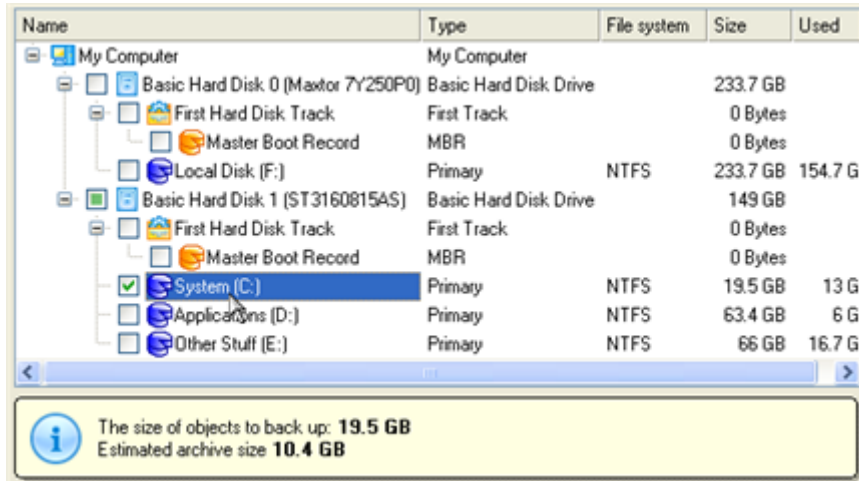 Name Type File system Size Used
My Computer My Computer
Basic Hard Disk 0 (Maxtor 7Y250P0) Basic Hard Disk Drive 233.7 GB
First Hard Disk Track First Track 0 Bytes
Master Boot Record MBR 0 Bytes
Local Disk (F:) Primary NTFS 233.7 GB 154.7 G
Basic Hard Disk 1 (ST3160815AS) Basic Hard Disk Drive 149 GB
First Hard Disk Track First Track 0 Bytes
Master Boot Record MBR 0 Bytes
System (C:) Primary NTFS 19.5 GB 13 G
Applications (D:) Primary NTFS 63.4 GB 6 G
Other Stuff (E:) Primary NTFS 66 GB 16.7 G
The size of objects to back up: 19.5 GB
Estimated archive size 10.4 GB